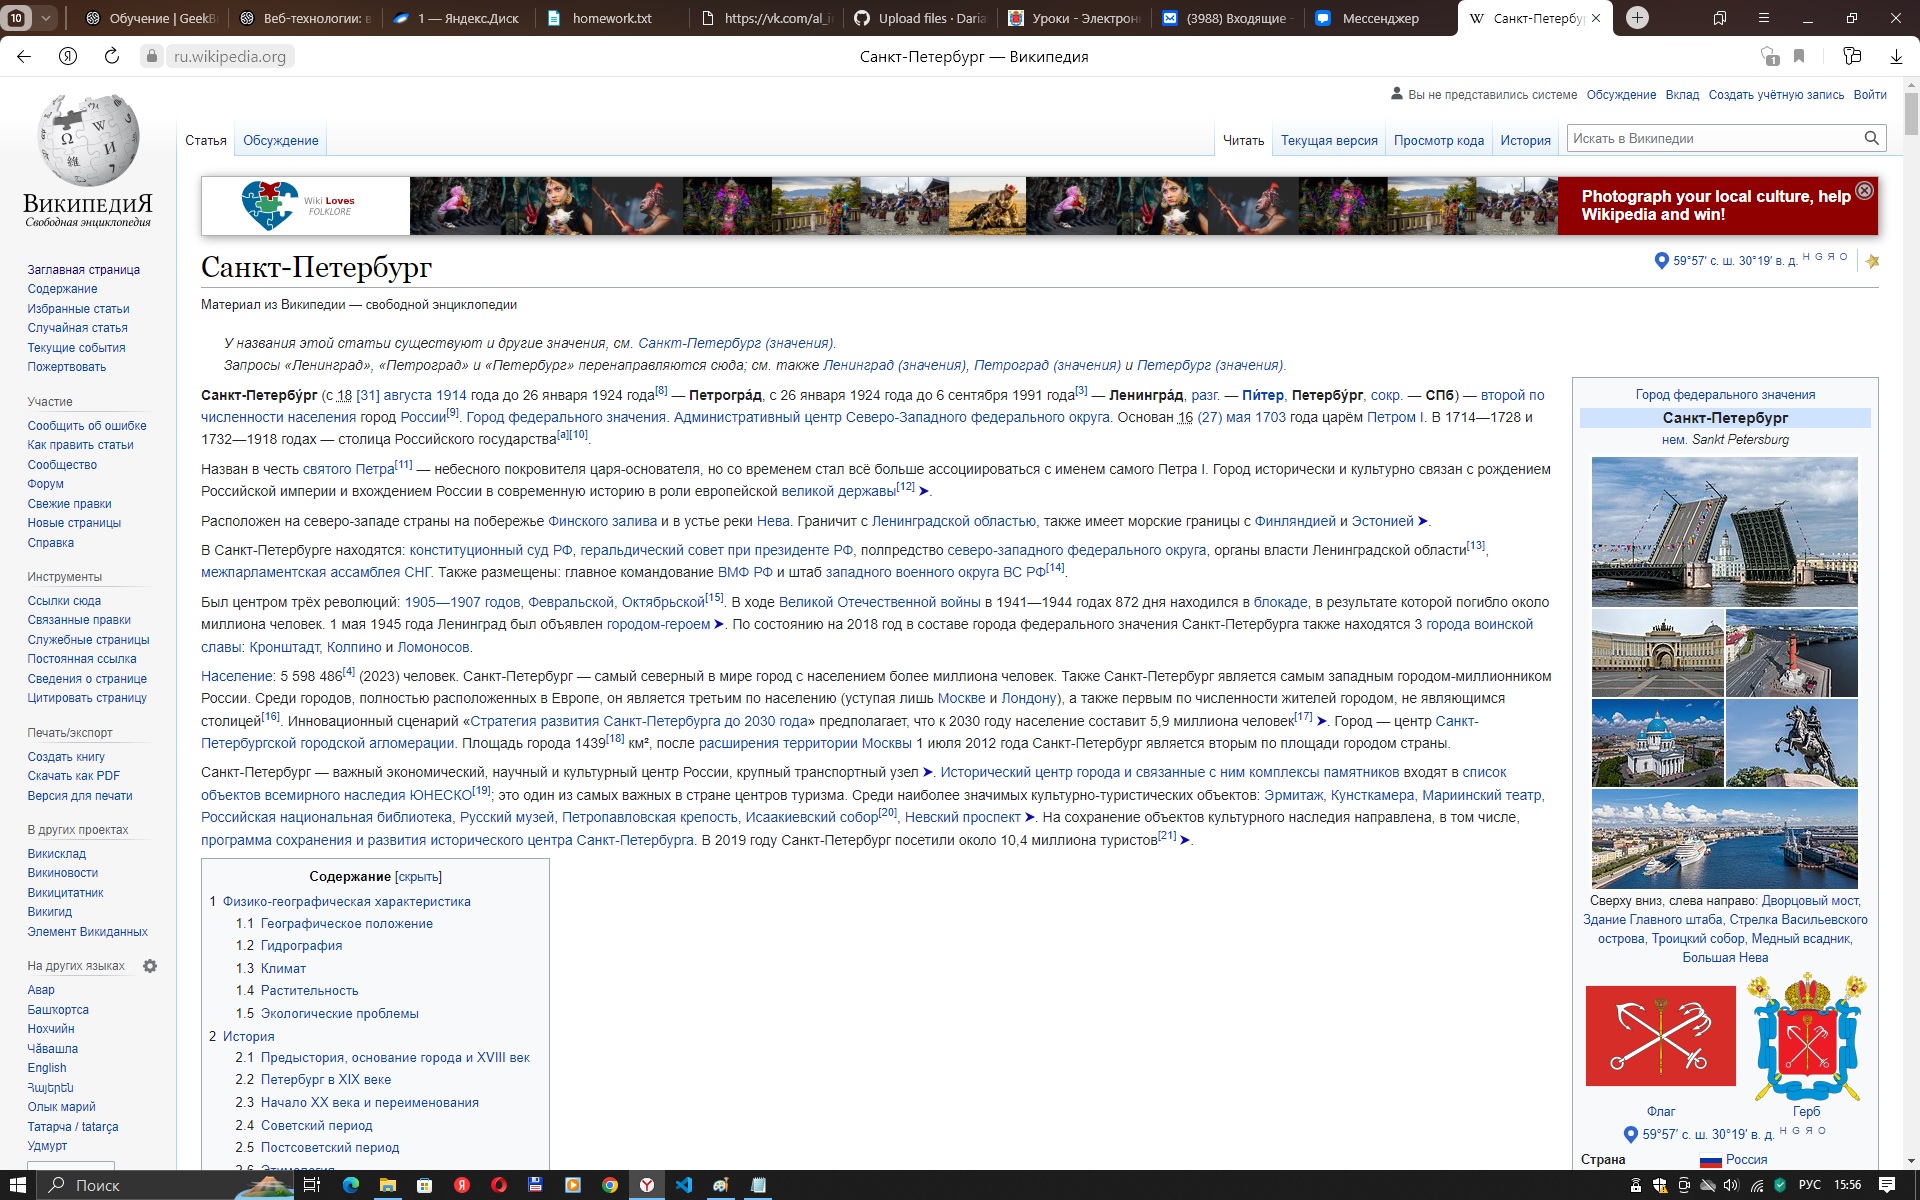 10
Обучение | GeekB
Веб-технологии: в
1 — Яндекс.Диск
homework.txt
https://vk.com/al_i
Upload files · Daria
Уроки - Электрон
(3988) Входящие -
Мессенджер
Санкт-Петербу
ru.wikipedia.org
Санкт-Петербург — Википедия
1
Вы не представились системе Обсуждение Вклад Создать учётную запись Войти
Статья Обсуждение Читать Текущая версия Просмотр кода История Искать в Википедии
ВикипедиЯ
Свободная энциклопедия
Wiki Loves
FOLKLORE
Photograph your local culture, help
Wikipedia and win!
Заглавная страница
Содержание
Избранные статьи
Случайная статья
Текущие события
Пожертвовать
Участие
Сообщить об ошибке
Как править статьи
Сообщество
Форум
Свежие правки
Новые страницы
Справка
Инструменты
Ссылки сюда
Связанные правки
Служебные страницы
Постоянная ссылка
Сведения о странице
Цитировать страницу
Печать/экспорт
Создать книгу
Скачать как PDF
Версия для печати
В других проектах
Викисклад
Викиновости
Викицитатник
Викигид
Элемент Викиданных
На других языках
Авар
Башҡортса
Нохчийн
Чӑвашла
English
Հայերեն
Олык марий
Татарча / tatarça
Удмурт
Санкт-Петербург
59°57′ с. ш. 30°19′ в. д. H G Я O
Материал из Википедии — свободной энциклопедии
У названия этой статьи существуют и другие значения, см. Санкт-Петербург (значения).
Запросы «Ленинград», «Петроград» и «Петербург» перенаправляются сюда; см. также Ленинград (значения), Петроград (значения) и Петербург (значения).
Санкт-Петербу́рг (с 18 [31] августа 1914 года до 26 января 1924 года[8] — Петрогра́д, с 26 января 1924 года до 6 сентября 1991 года[3] — Ленингра́д, разг. — Пи́тер, Петербу́рг, сокр. — СПб) — второй по
численности населения город России[9]. Город федерального значения. Административный центр Северо-Западного федерального округа. Основан 16 (27) мая 1703 года царём Петром I. В 1714—1728 и
1732—1918 годах — столица Российского государства[a][10].
Назван в честь святого Петра[11] — небесного покровителя царя-основателя, но со временем стал всё больше ассоциироваться с именем самого Петра I. Город исторически и культурно связан с рождением
Российской империи и вхождением России в современную историю в роли европейской великой державы[12] ➤.
Расположен на северо-западе страны на побережье Финского залива и в устье реки Нева. Граничит с Ленинградской областью, также имеет морские границы с Финляндией и Эстонией ➤.
В Санкт-Петербурге находятся: конституционный суд РФ, геральдический совет при президенте РФ, полпредство северо-западного федерального округа, органы власти Ленинградской области[13],
межпарламентская ассамблея СНГ. Также размещены: главное командование ВМФ РФ и штаб западного военного округа ВС РФ[14].
Был центром трёх революций: 1905—1907 годов, Февральской, Октябрьской[15]. В ходе Великой Отечественной войны в 1941—1944 годах 872 дня находился в блокаде, в результате которой погибло около
миллиона человек. 1 мая 1945 года Ленинград был объявлен городом-героем ➤. По состоянию на 2018 год в составе города федерального значения Санкт-Петербурга также находятся 3 города воинской
славы: Кронштадт, Колпино и Ломоносов.
Население: 5 598 486[4] (2023) человек. Санкт-Петербург — самый северный в мире город с населением более миллиона человек. Также Санкт-Петербург является самым западным городом-миллионником
России. Среди городов, полностью расположенных в Европе, он является третьим по населению (уступая лишь Москве и Лондону), а также первым по численности жителей городом, не являющимся
столицей[16]. Инновационный сценарий «Стратегия развития Санкт-Петербурга до 2030 года» предполагает, что к 2030 году население составит 5,9 миллиона человек[17] ➤. Город — центр Санкт-
Петербургской городской агломерации. Площадь города 1439[18] км², после расширения территории Москвы 1 июля 2012 года Санкт-Петербург является вторым по площади городом страны.
Санкт-Петербург — важный экономический, научный и культурный центр России, крупный транспортный узел ➤. Исторический центр города и связанные с ним комплексы памятников входят в список
объектов всемирного наследия ЮНЕСКО[19]; это один из самых важных в стране центров туризма. Среди наиболее значимых культурно-туристических объектов: Эрмитаж, Кунсткамера, Мариинский театр,
Российская национальная библиотека, Русский музей, Петропавловская крепость, Исаакиевский собор[20], Невский проспект ➤. На сохранение объектов культурного наследия направлена, в том числе,
программа сохранения и развития исторического центра Санкт-Петербурга. В 2019 году Санкт-Петербург посетили около 10,4 миллиона туристов[21] ➤.
Содержание [скрыть]
1 Физико-географическая характеристика
1.1 Географическое положение
1.2 Гидрография
1.3 Климат
1.4 Растительность
1.5 Экологические проблемы
2 История
2.1 Предыстория, основание города и XVIII век
2.2 Петербург в XIX веке
2.3 Начало XX века и переименования
2.4 Советский период
2.5 Постсоветский период
2.6 Этимология
Город федерального значения
Санкт-Петербург
нем. Sankt Petersburg
Сверху вниз, слева направо: Дворцовый мост,
Здание Главного штаба, Стрелка Васильевского
острова, Троицкий собор, Медный всадник,
Большая Нева
Флаг Герб
59°57′ с. ш. 30°19′ в. д. H G Я O
Страна Россия
Поиск
РУС
15:56